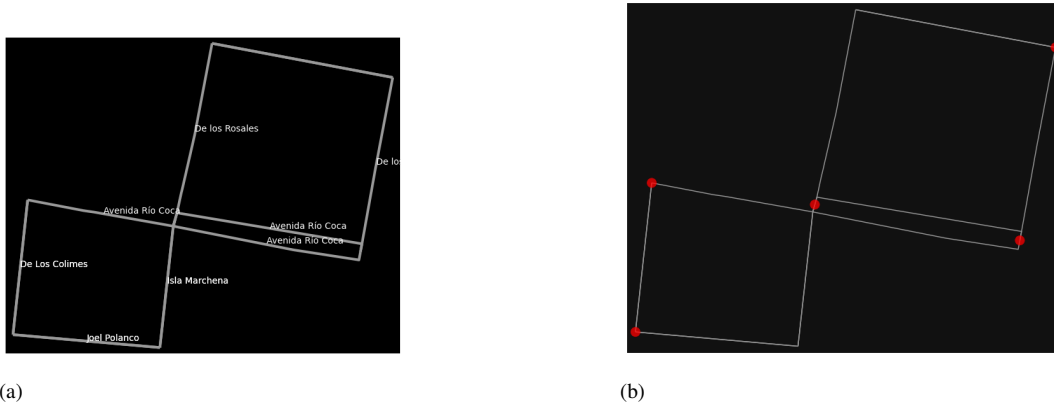 De los Rosales
De los
Avenida Río Coca
Avenida Río Coca
Avenida Río Coca
De Los Colimes
Isla Marchena
Joel Polanco
(a)
(b)